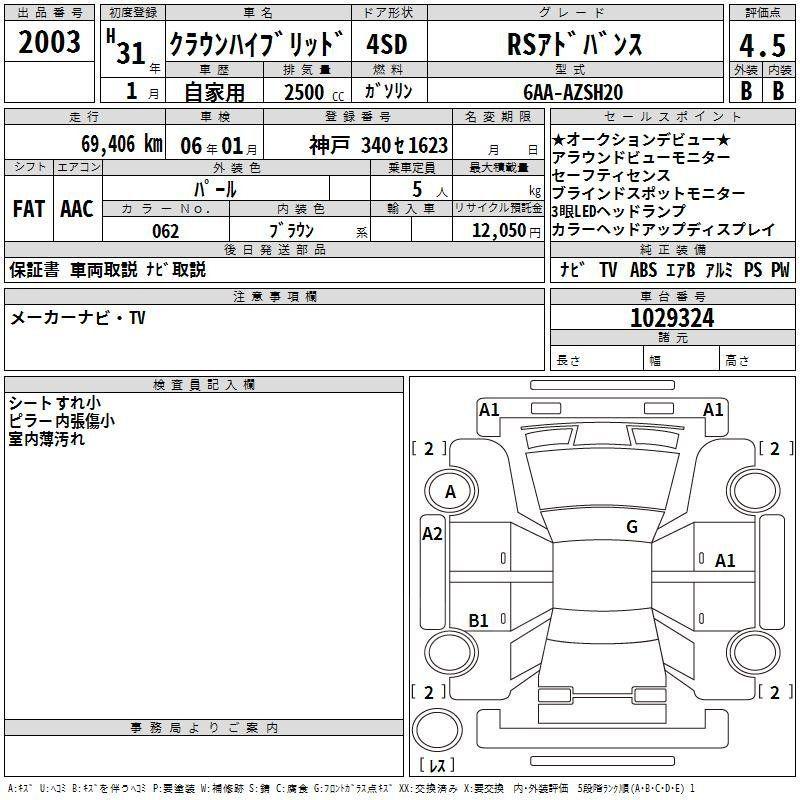 出品番号 初度登録 車名 ドア形状 グレード 評価点
2003 H31年 クラウンハイブリッド 4SD RSアドバンス 4.5
車歴 排気量 燃料 型式 外装 内装
1月 自家用 2500 CC ガソリン 6AA-AZSH20 B B
走行 車検 登録番号 名変期限 セールスポイント
69,406 km 06年01月 神戸 340セ1623 月 日
★オークションデビュー★
アラウンドビューモニター
セーフティセンス
ブラインドスポットモニター
3眼LEDヘッドランプ
カラーヘッドアップディスプレイ
シフト エアコン 外装色 乗車定員 最大積載量
FAT AAC パール 5人 kg
カラーNo. 内装色 輸入車 リサイクル預託金
062 ブラウン 系 12,050円
後日発送部品 純正装備
保証書 車両取説 ナビ取説 ナビ TV ABS エアB アルミ PS PW
注意事項欄 車台番号
メーカーナビ・TV 1029324
諸元
長さ 幅 高さ
検査員記入欄
シートすれ小
ピラー内張傷小
室内薄汚れ
事務局よりご案内
A1 A1
[2] [2]
A
G
A2
A1
B1
[2] [2]
[レス]
A:キズ U:ヘコミ B:キズを伴うヘコミ P:要塗装 W:補修跡 S:錆 C:腐食 G:フロントガラス点キズ XX:交換済み X:要交換 内・外装評価 5段階ランク順(A・B・C・D・E) 1